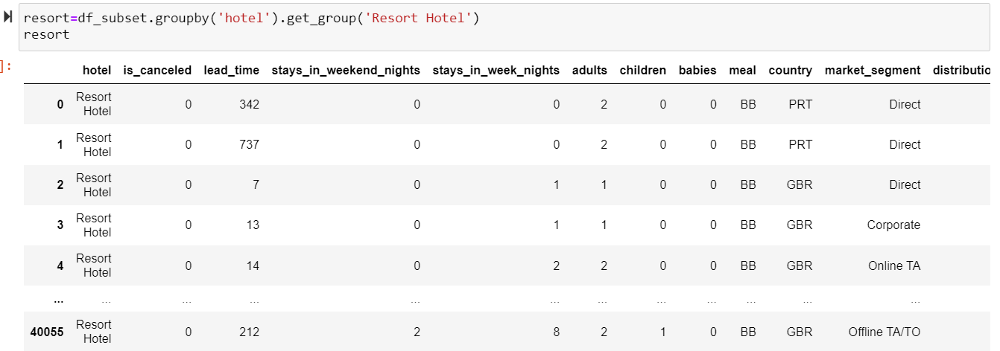 resort=df_subset.groupby('hotel').get_group('Resort Hotel')
resort
]:
hotel is_canceled lead_time stays_in_weekend_nights stays_in_week_nights adults children babies meal country market_segment distributio
0 Resort Hotel 0 342 0 0 2 0 0 BB PRT Direct
1 Resort Hotel 0 737 0 0 2 0 0 BB PRT Direct
2 Resort Hotel 0 7 0 1 1 0 0 BB GBR Direct
3 Resort Hotel 0 13 0 1 1 0 0 BB GBR Corporate
4 Resort Hotel 0 14 0 2 2 0 0 BB GBR Online TA
... ... ... ... ... ... ... ... ... ... ... ...
40055 Resort Hotel 0 212 2 8 2 1 0 BB GBR Offline TA/TO